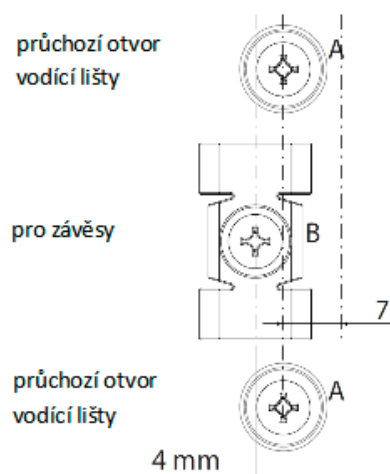 průchozí otvor
vodící lišty
A
pro závěsy
B
7
průchozí otvor
vodící lišty
A
4 mm